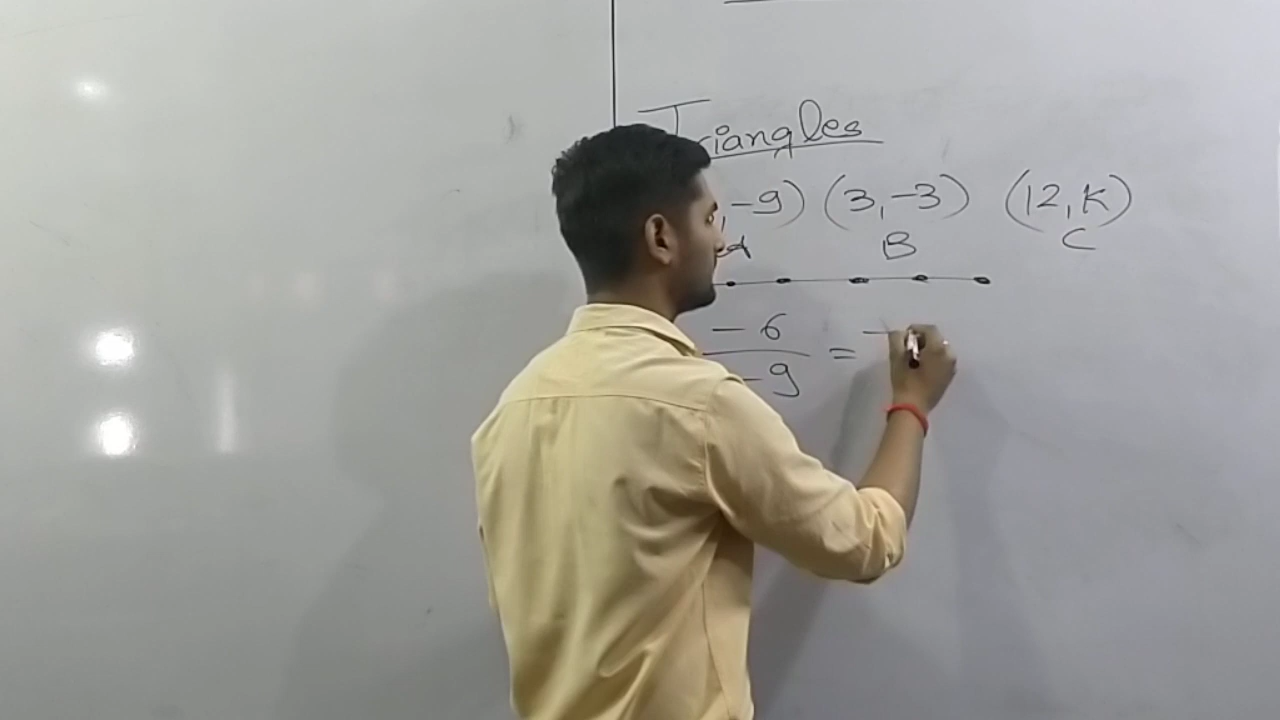 Triangles
, -9) (3, -3) (12, K)
A B C
-6 = -
-9